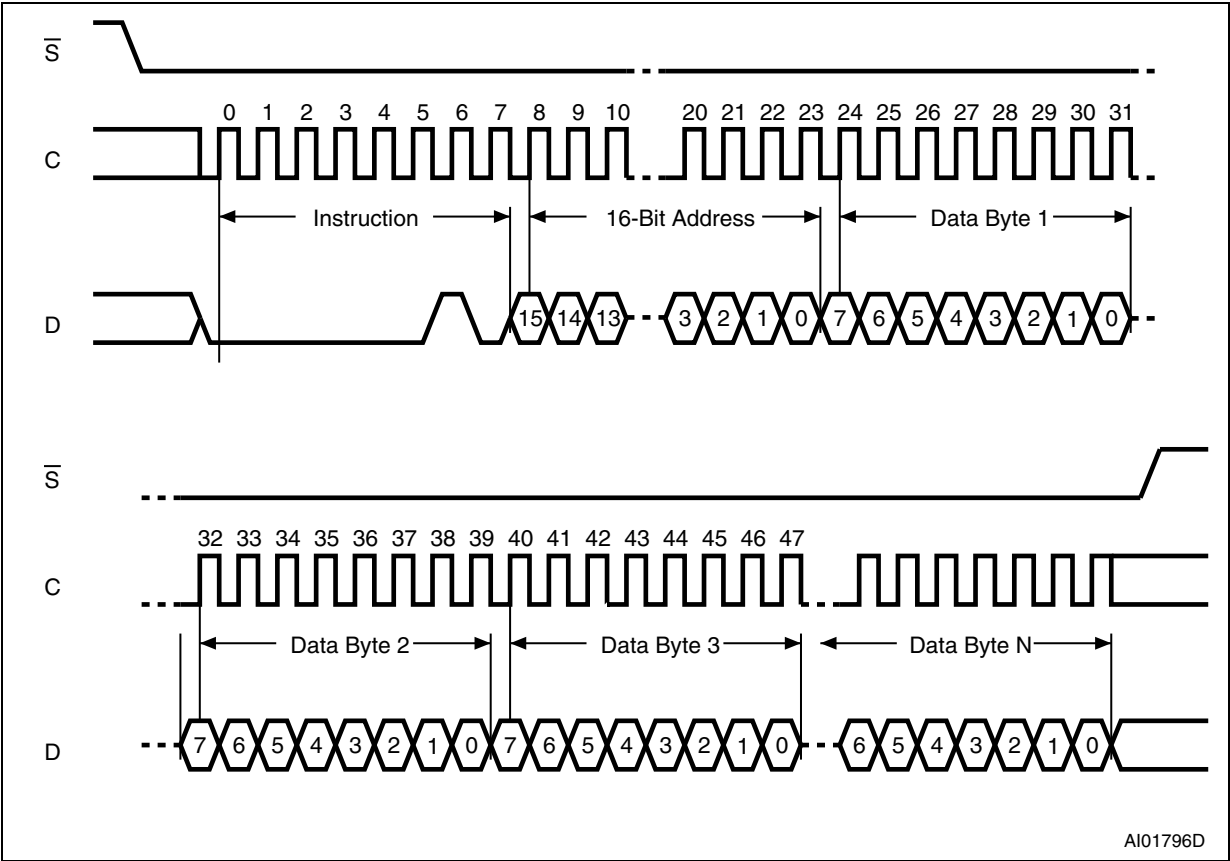 S̅
0 1 2 3 4 5 6 7 8 9 10 20 21 22 23 24 25 26 27 28 29 30 31
C
Instruction 16-Bit Address Data Byte 1
D 15 14 13 3 2 1 0 7 6 5 4 3 2 1 0
S̅
32 33 34 35 36 37 38 39 40 41 42 43 44 45 46 47
C
Data Byte 2 Data Byte 3 Data Byte N
D 7 6 5 4 3 2 1 0 7 6 5 4 3 2 1 0 6 5 4 3 2 1 0
AI01796D